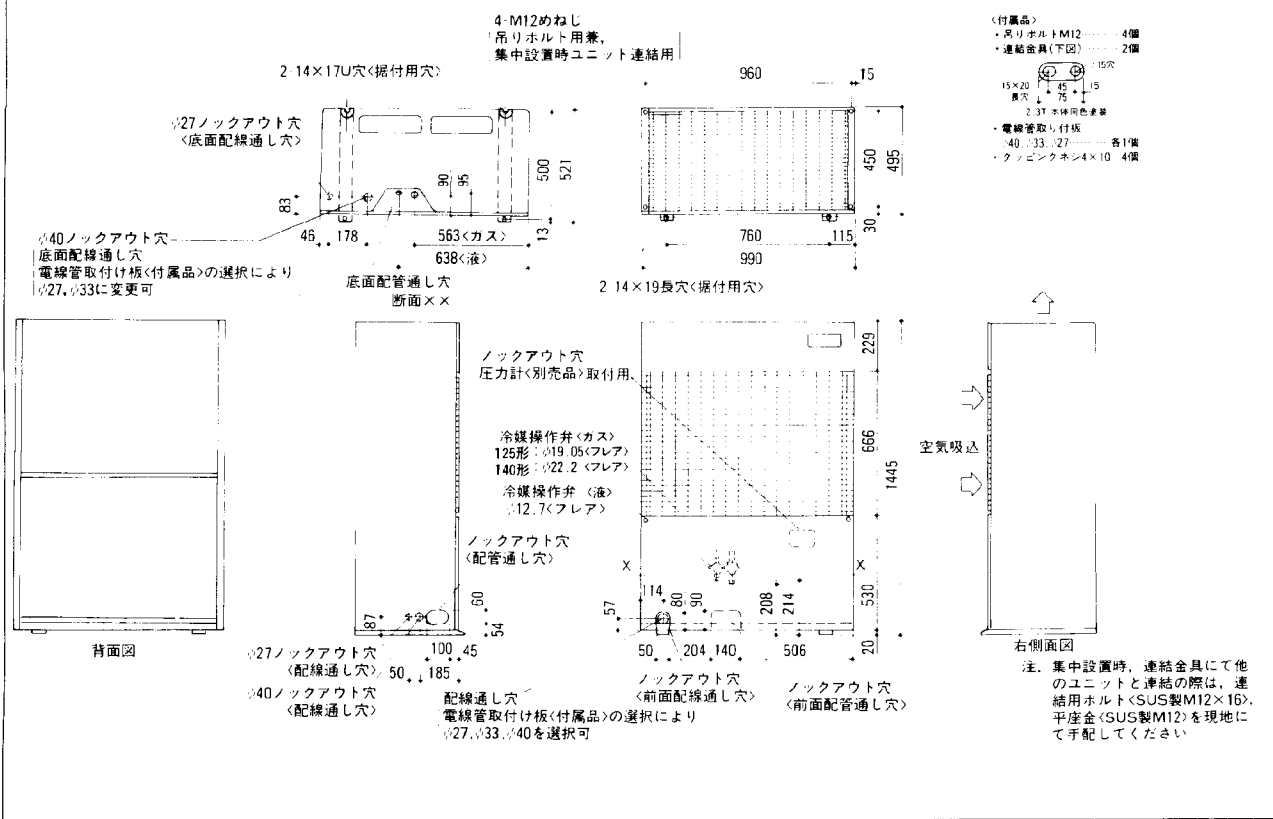 4-M12めねじ
吊りボルト用兼,
集中設置時ユニット連結用
〈付属品〉
・吊りボルトM12 ········ 4個
・連結金具(下図) ········ 2個
15穴
15×20
長穴
45
75
15
2.3T 本体同色塗装
・電線管取り付板
φ40, φ33, φ27 ········ 各1個
・タッピンクネジ4×10 4個
2-14×17U穴〈据付用穴〉
φ27ノックアウト穴
〈底面配線通し穴〉
83
90
95
500
521
13
46
178
563〈ガス〉
638〈液〉
φ40ノックアウト穴
底面配線通し穴
電線管取付け板〈付属品〉の選択により
φ27, φ33に変更可
底面配管通し穴
断面××
960
15
450
495
30
760
115
990
2-14×19長穴〈据付用穴〉
背面図
ノックアウト穴
圧力計〈別売品〉取付用
冷媒操作弁〈ガス〉
125形：φ19.05〈フレア〉
140形：φ22.2〈フレア〉
冷媒操作弁 〈液〉
φ12.7〈フレア〉
ノックアウト穴
〈配管通し穴〉
87
60
54
100
45
50
185
φ27ノックアウト穴
〈配線通し穴〉
φ40ノックアウト穴
〈配線通し穴〉
配線通し穴
電線管取付け板〈付属品〉の選択により
φ27, φ33, φ40を選択可
229
666
1445
530
20
X
X
114
57
80
90
208
214
50
204
140
506
ノックアウト穴
〈前面配線通し穴〉
ノックアウト穴
〈前面配管通し穴〉
空気吸込
右側面図
注. 集中設置時, 連結金具にて他
のユニットと連結の際は, 連
結用ボルト〈SUS製M12×16〉,
平座金〈SUS製M12〉を現地に
て手配してください